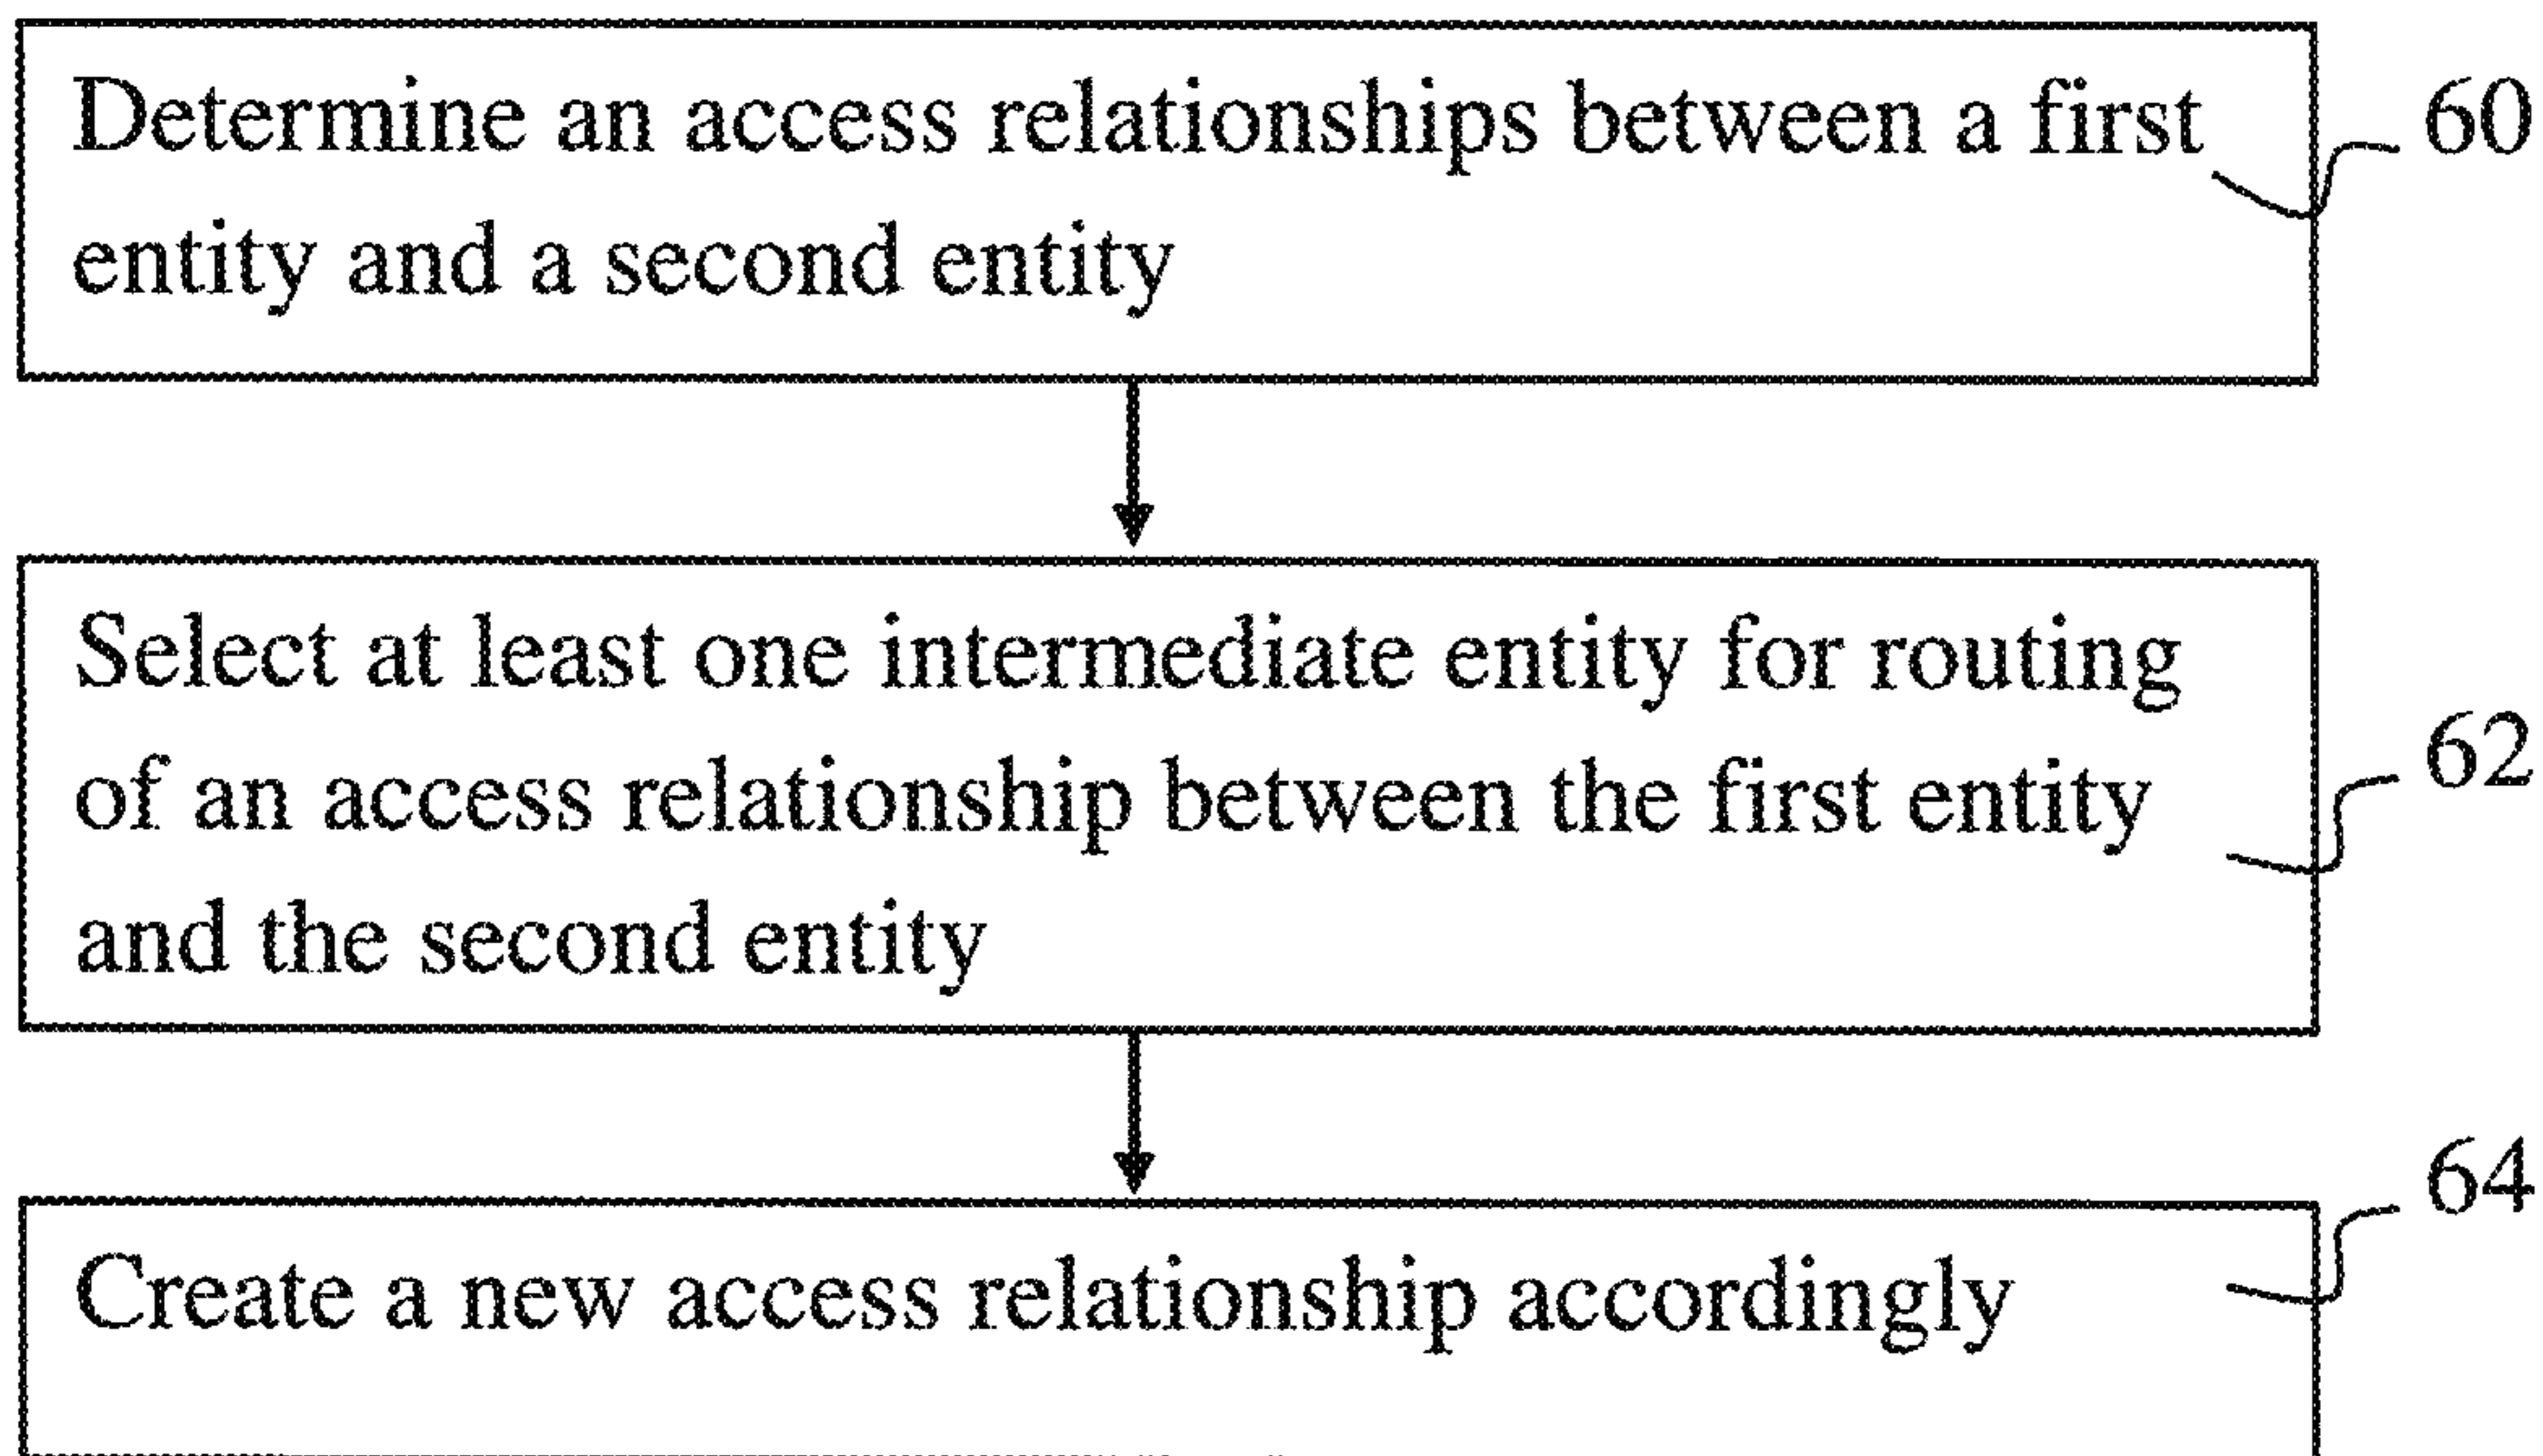 Determine an access relationships between a first
60
entity and a second entity
Select at least one intermediate entity for routing
of an access relationship between the first entity
62
and the second entity
64
Create a new access relationship accordingly